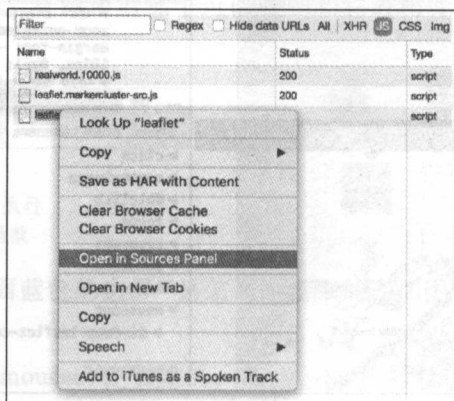 Filter Regex Hide data URLs All XHR JS CSS Img
Name Status Type
realworld.10000.js 200 script
leaflet.markercluster-src.js 200 script
leafle script
Look Up "leaflet"
Copy
Save as HAR with Content
Clear Browser Cache
Clear Browser Cookies
Open in Sources Panel
Open in New Tab
Copy
Speech
Add to iTunes as a Spoken Track